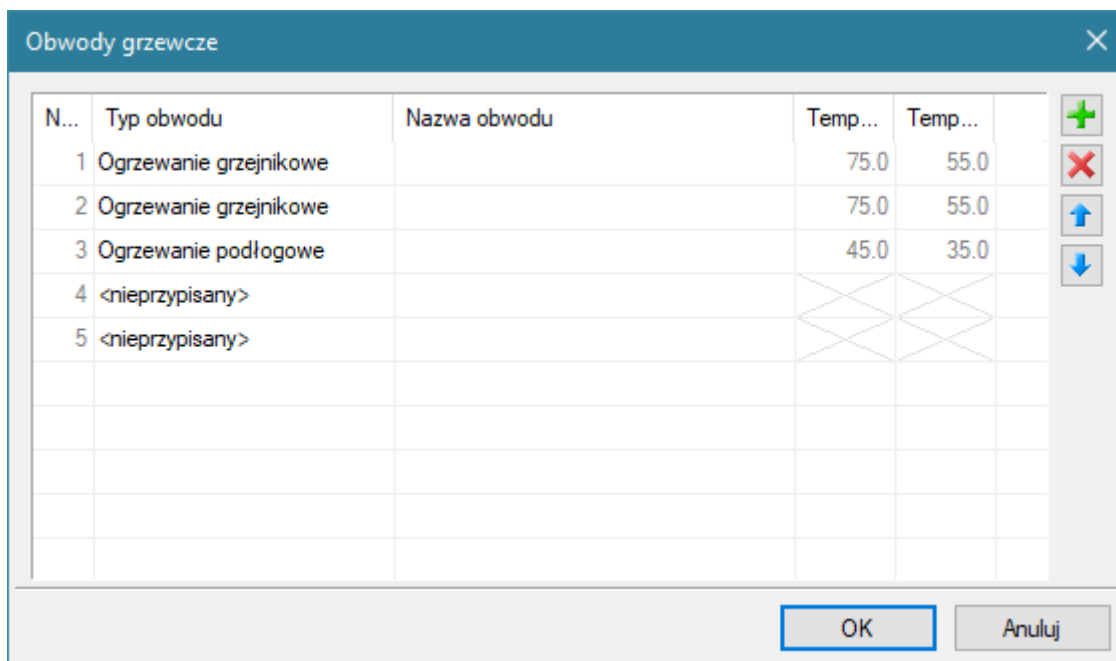 Obwody grzewcze
N... Typ obwodu Nazwa obwodu Temp... Temp...
1 Ogrzewanie grzejnikowe 75.0 55.0
2 Ogrzewanie grzejnikowe 75.0 55.0
3 Ogrzewanie podłogowe 45.0 35.0
4 <nieprzypisany>
5 <nieprzypisany>
OK Anuluj